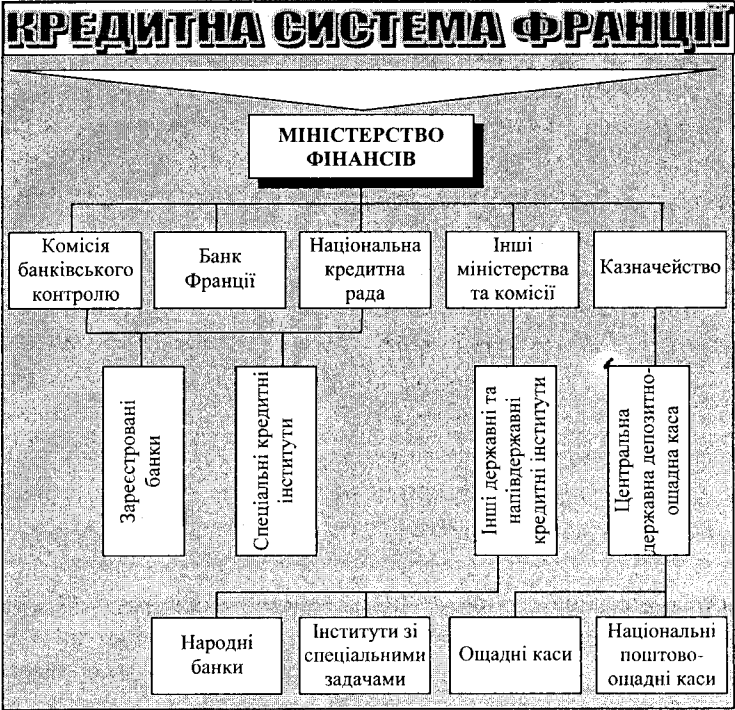 КРЕДИТНА СИСТЕМА ФРАНЦІЇ
МІНІСТЕРСТВО
ФІНАНСІВ
Комісія
банківського
контролю
Банк
Франції
Національна
кредитна
рада
Інші
міністерства
та комісії
Казначейство
Зареєстровані
банки
Спеціальні кредитні
інститути
Інші державні та
напівдержавні
кредитні інститути
Центральна
державна депозитно-
ощадна каса
Народні
банки
Інститути зі
спеціальними
задачами
Ощадні каси
Національні
поштово-
ощадні каси